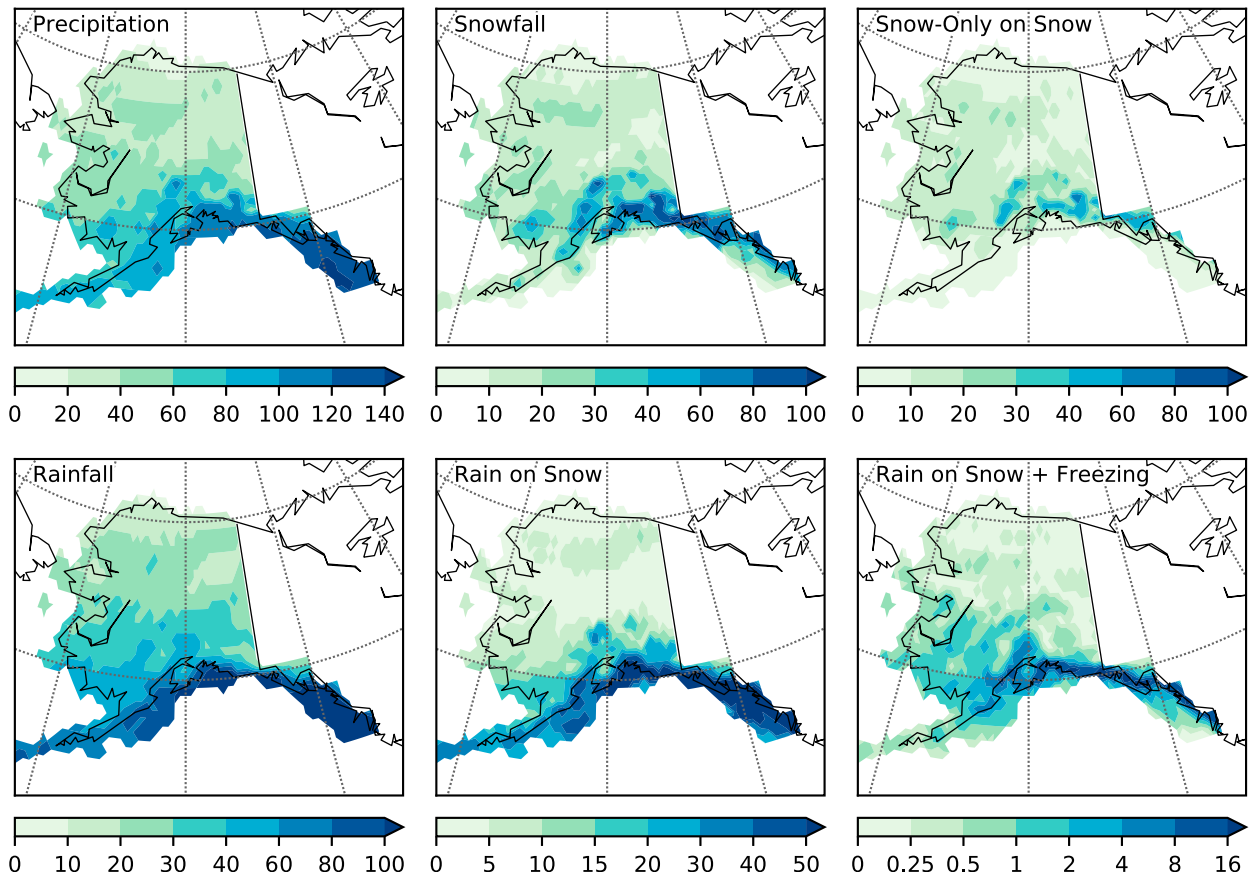 Precipitation
Snowfall
Snow-Only on Snow
0 20 40 60 80 100 120 140
0 10 20 30 40 60 80 100
0 10 20 30 40 60 80 100
Rainfall
Rain on Snow
Rain on Snow + Freezing
0 10 20 30 40 60 80 100
0 5 10 15 20 30 40 50
0 0.25 0.5 1 2 4 8 16